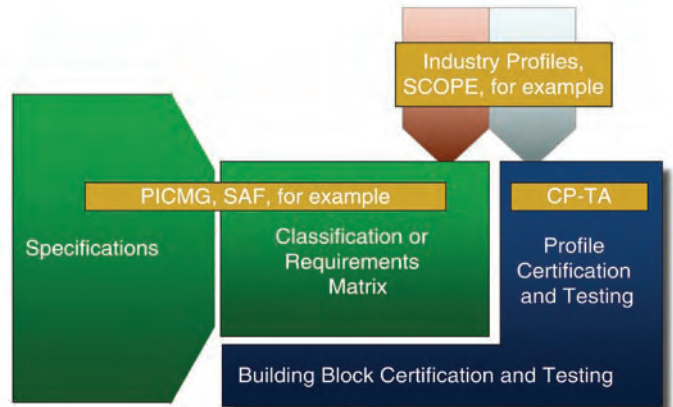 Industry Profiles,
SCOPE, for example
PICMG, SAF, for example
CP-TA
Specifications
Classification or
Requirements
Matrix
Profile
Certification
and Testing
Building Block Certification and Testing